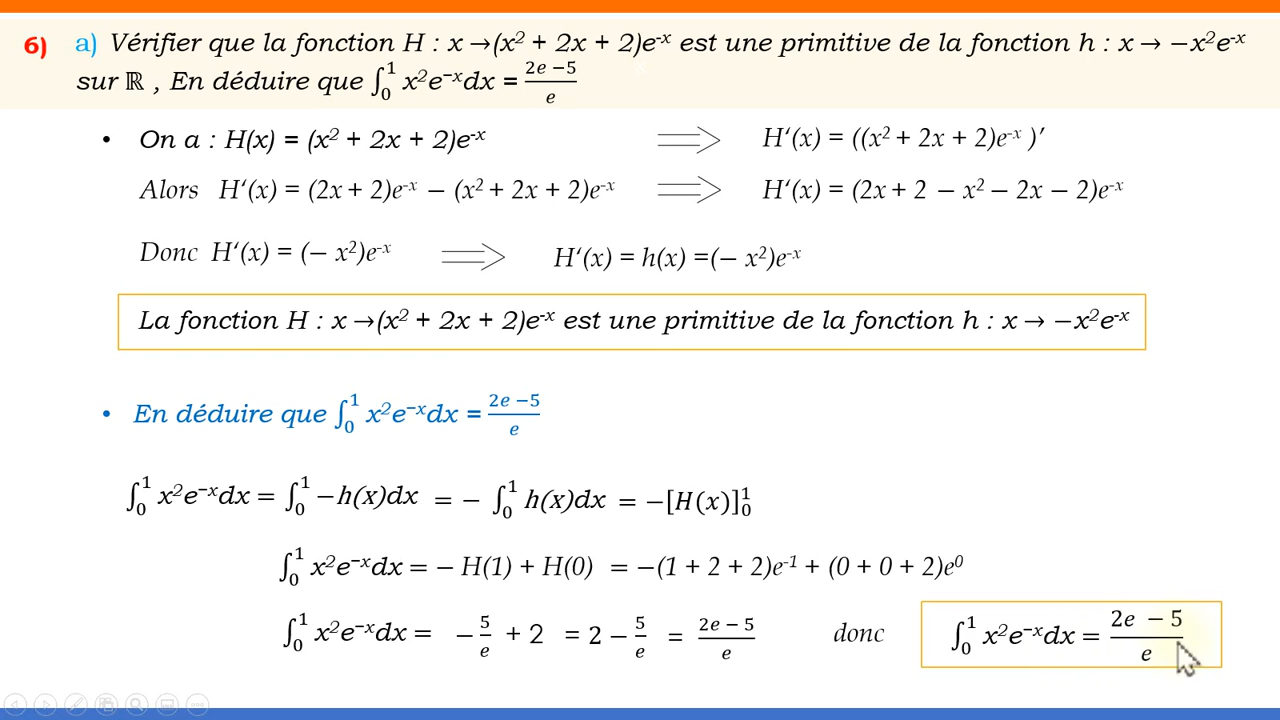 6) a) Vérifier que la fonction H : x →(x² + 2x + 2)e⁻ˣ est une primitive de la fonction h : x → −x²e⁻ˣ
sur ℝ , En déduire que ∫₀¹ x²e⁻ˣdx = (2e −5)/e
• On a : H(x) = (x² + 2x + 2)e⁻ˣ ⟹ H‘(x) = ((x² + 2x + 2)e⁻ˣ )’
Alors H‘(x) = (2x + 2)e⁻ˣ − (x² + 2x + 2)e⁻ˣ ⟹ H‘(x) = (2x + 2 − x² − 2x − 2)e⁻ˣ
Donc H‘(x) = (− x²)e⁻ˣ ⟹ H‘(x) = h(x) =(− x²)e⁻ˣ
La fonction H : x →(x² + 2x + 2)e⁻ˣ est une primitive de la fonction h : x → −x²e⁻ˣ
• En déduire que ∫₀¹ x²e⁻ˣdx = (2e −5)/e
∫₀¹ x²e⁻ˣdx = ∫₀¹ −h(x)dx = − ∫₀¹ h(x)dx = −[H(x)]₀¹
∫₀¹ x²e⁻ˣdx = − H(1) + H(0) = −(1 + 2 + 2)e⁻¹ + (0 + 0 + 2)e⁰
∫₀¹ x²e⁻ˣdx = − 5/e + 2 = 2 − 5/e = (2e − 5)/e donc ∫₀¹ x²e⁻ˣdx = (2e − 5)/e